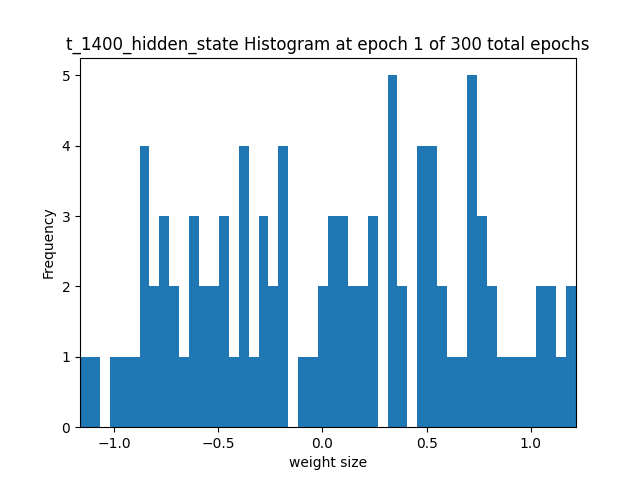 t_1400_hidden_state Histogram at epoch 1 of 300 total epochs
5
4
3
2
1
0
Frequency
−1.0 −0.5 0.0 0.5 1.0
weight size